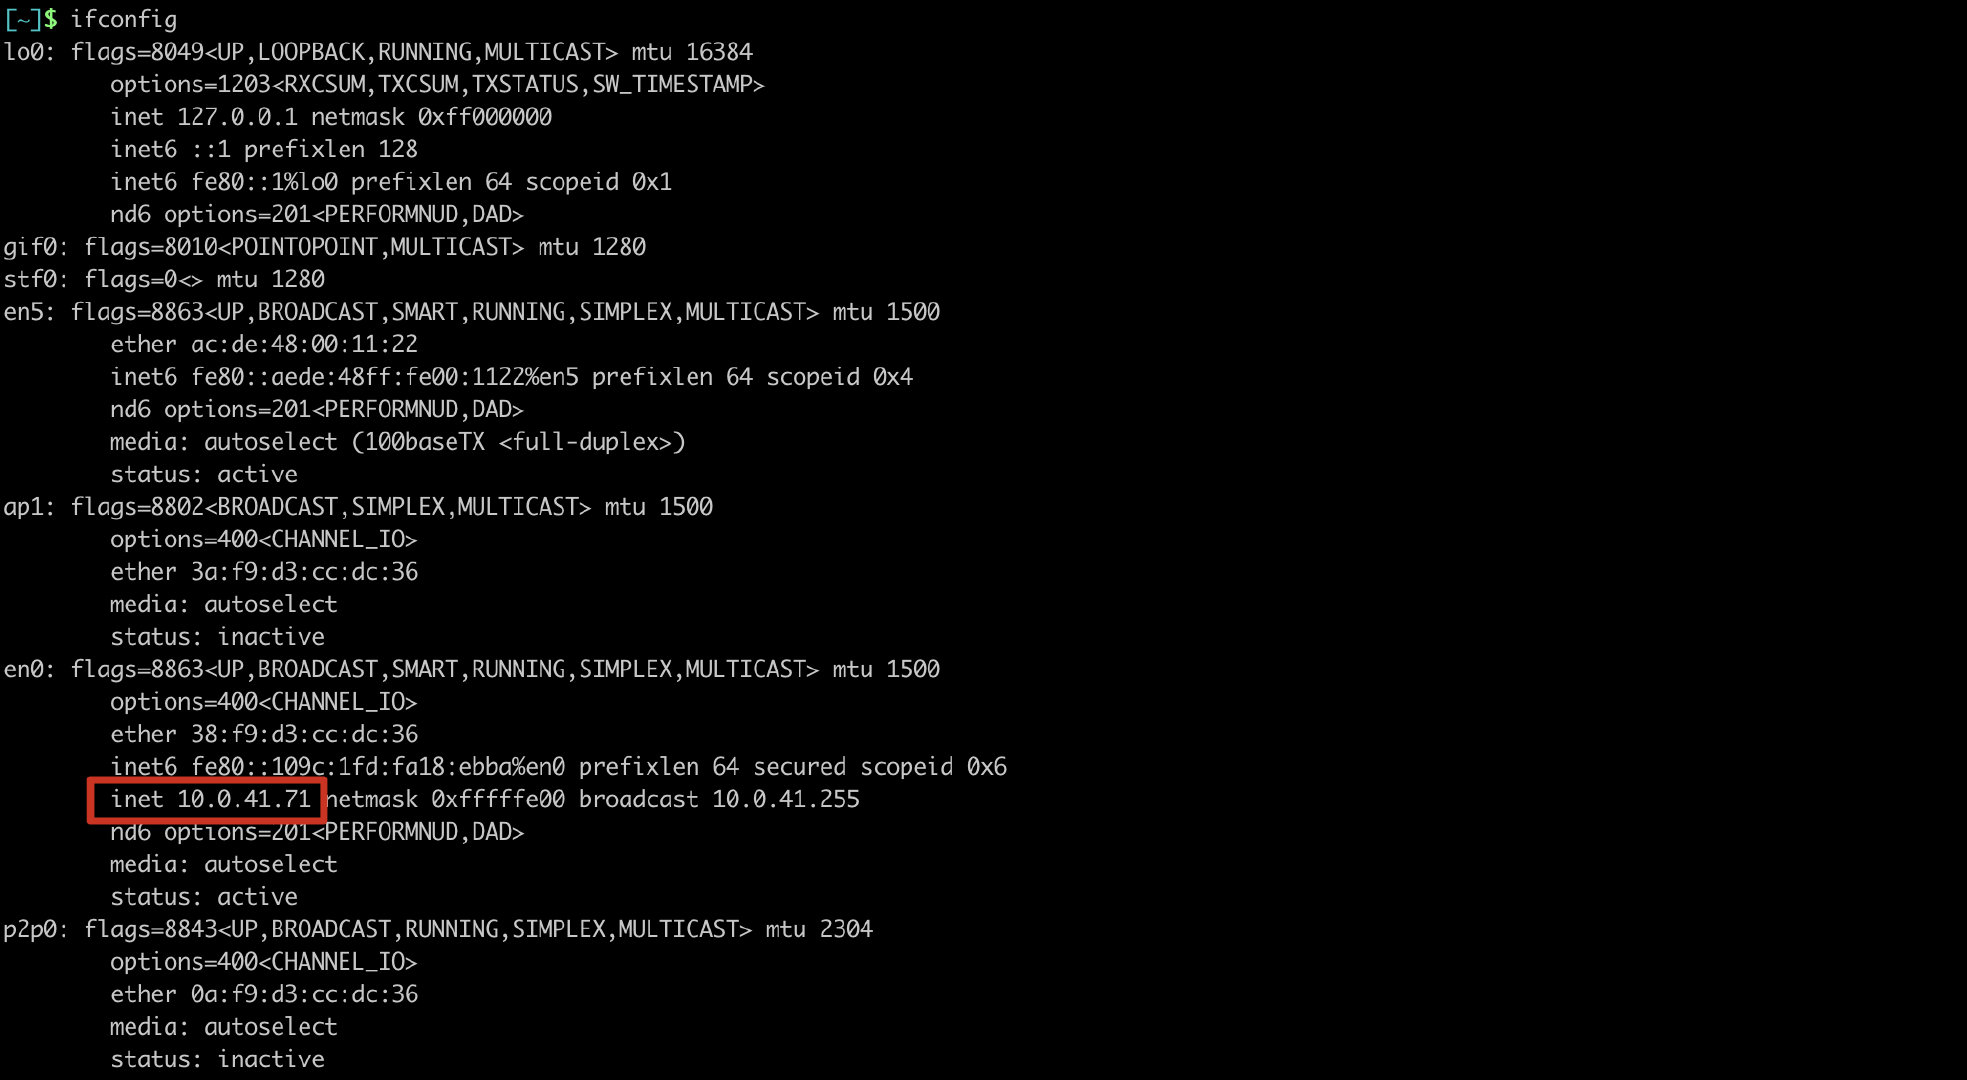 [~]$ ifconfig
lo0: flags=8049<UP,LOOPBACK,RUNNING,MULTICAST> mtu 16384
options=1203<RXCSUM,TXCSUM,TXSTATUS,SW_TIMESTAMP>
inet 127.0.0.1 netmask 0xff000000
inet6 ::1 prefixlen 128
inet6 fe80::1%lo0 prefixlen 64 scopeid 0x1
nd6 options=201<PERFORMNUD,DAD>
gif0: flags=8010<POINTOPOINT,MULTICAST> mtu 1280
stf0: flags=0<> mtu 1280
en5: flags=8863<UP,BROADCAST,SMART,RUNNING,SIMPLEX,MULTICAST> mtu 1500
ether ac:de:48:00:11:22
inet6 fe80::aede:48ff:fe00:1122%en5 prefixlen 64 scopeid 0x4
nd6 options=201<PERFORMNUD,DAD>
media: autoselect (100baseTX <full-duplex>)
status: active
ap1: flags=8802<BROADCAST,SIMPLEX,MULTICAST> mtu 1500
options=400<CHANNEL_IO>
ether 3a:f9:d3:cc:dc:36
media: autoselect
status: inactive
en0: flags=8863<UP,BROADCAST,SMART,RUNNING,SIMPLEX,MULTICAST> mtu 1500
options=400<CHANNEL_IO>
ether 38:f9:d3:cc:dc:36
inet6 fe80::109c:1fd:fa18:ebba%en0 prefixlen 64 secured scopeid 0x6
inet 10.0.41.71 netmask 0xfffffe00 broadcast 10.0.41.255
nd6 options=201<PERFORMNUD,DAD>
media: autoselect
status: active
p2p0: flags=8843<UP,BROADCAST,RUNNING,SIMPLEX,MULTICAST> mtu 2304
options=400<CHANNEL_IO>
ether 0a:f9:d3:cc:dc:36
media: autoselect
status: inactive